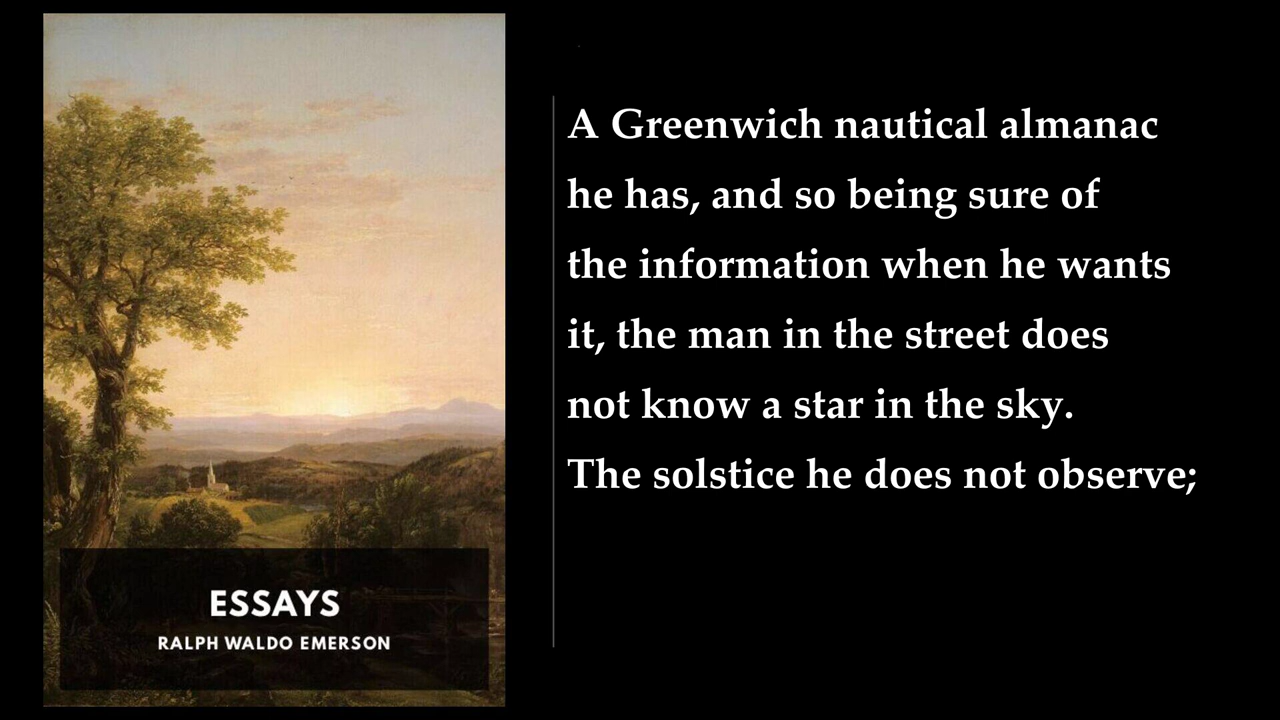 A Greenwich nautical almanac
he has, and so being sure of
the information when he wants
it, the man in the street does
not know a star in the sky.
The solstice he does not observe;
ESSAYS
RALPH WALDO EMERSON